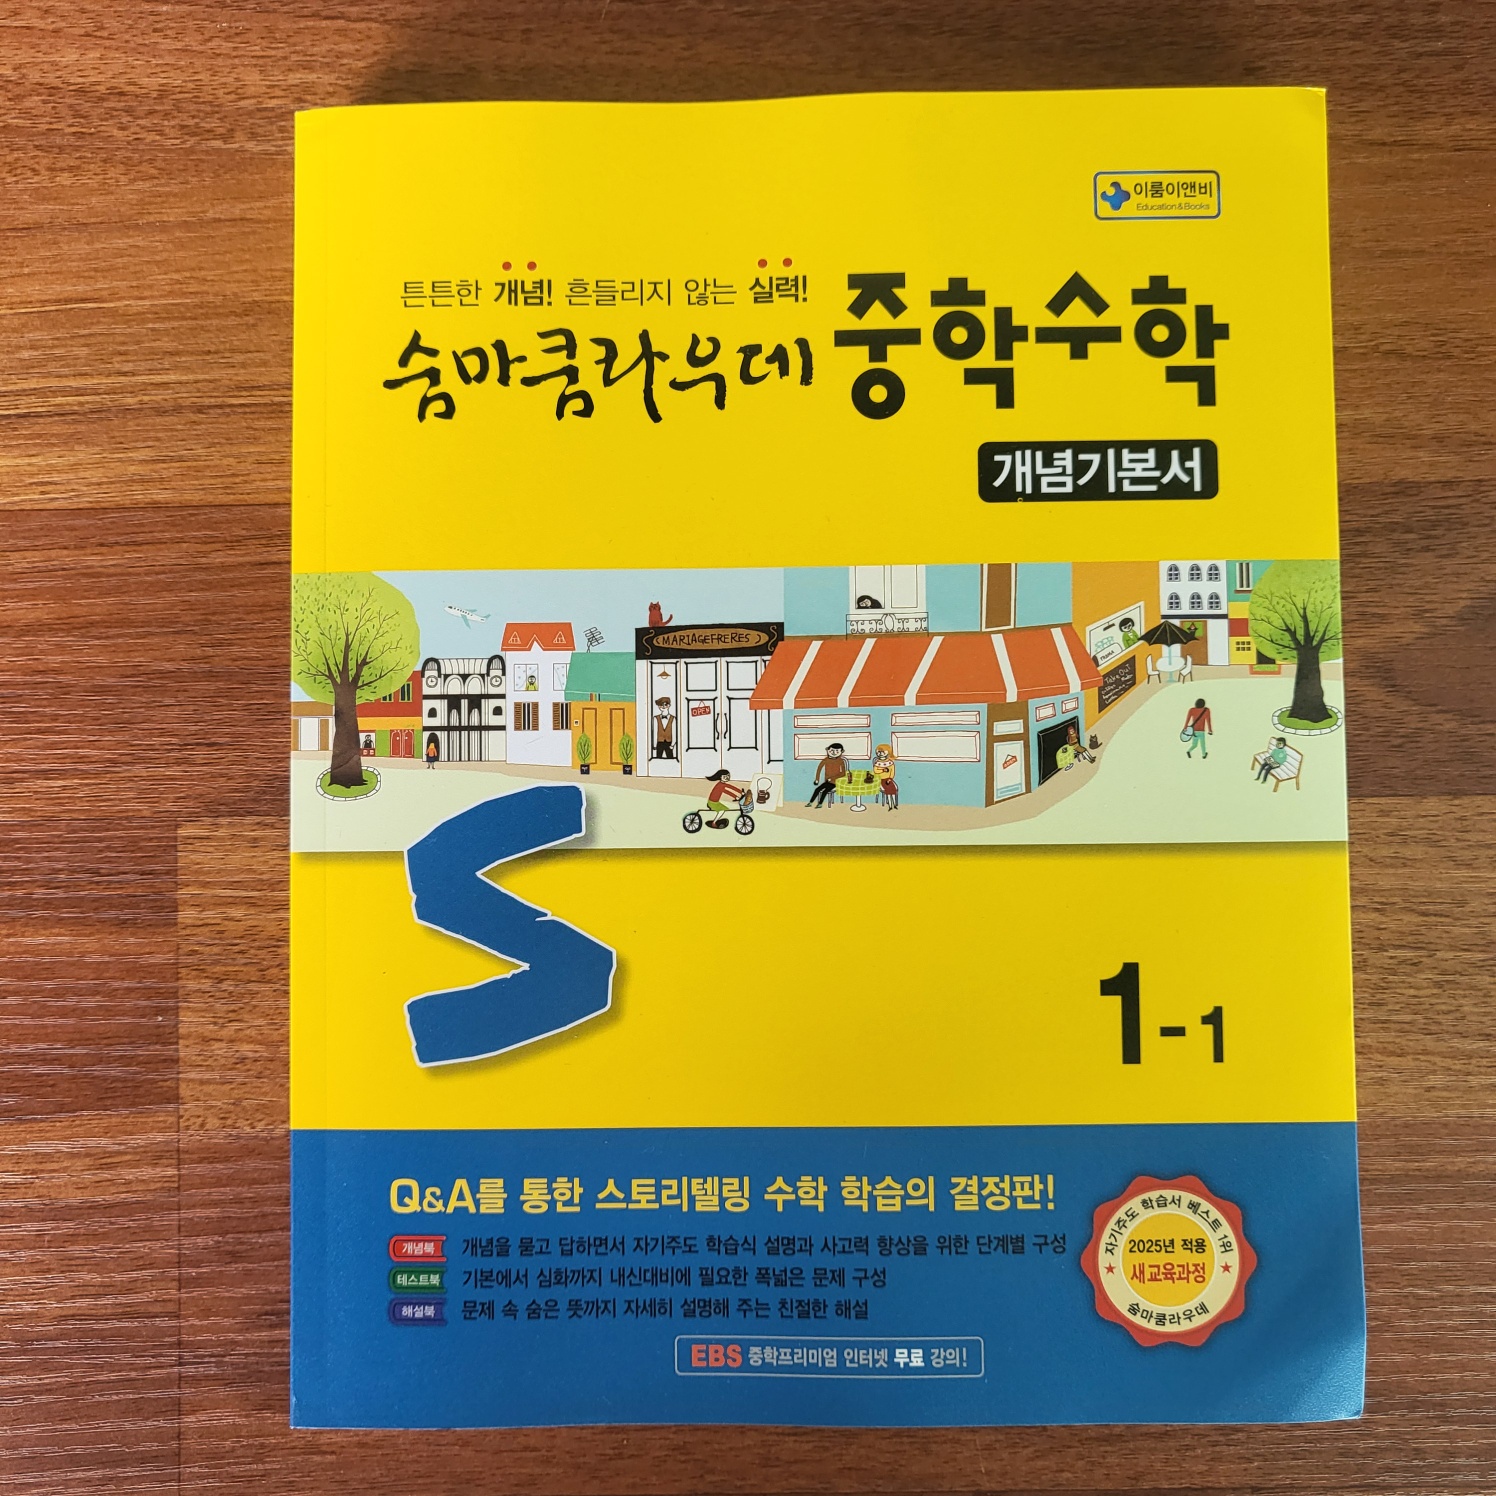 이룸이앤비
Education&Books
튼튼한 개념! 흔들리지 않는 실력!
숨마쿰라우데 중학수학
개념기본서
MARIAGEFRERES
OPEN
S
1-1
Q&A를 통한 스토리텔링 수학 학습의 결정판!
개념북 개념을 묻고 답하면서 자기주도 학습식 설명과 사고력 향상을 위한 단계별 구성
테스트북 기본에서 심화까지 내신대비에 필요한 폭넓은 문제 구성
해설북 문제 속 숨은 뜻까지 자세히 설명해 주는 친절한 해설
자기주도 학습서 베스트 1위
2025년 적용
새교육과정
숨마쿰라우데
EBS 중학프리미엄 인터넷 무료 강의!